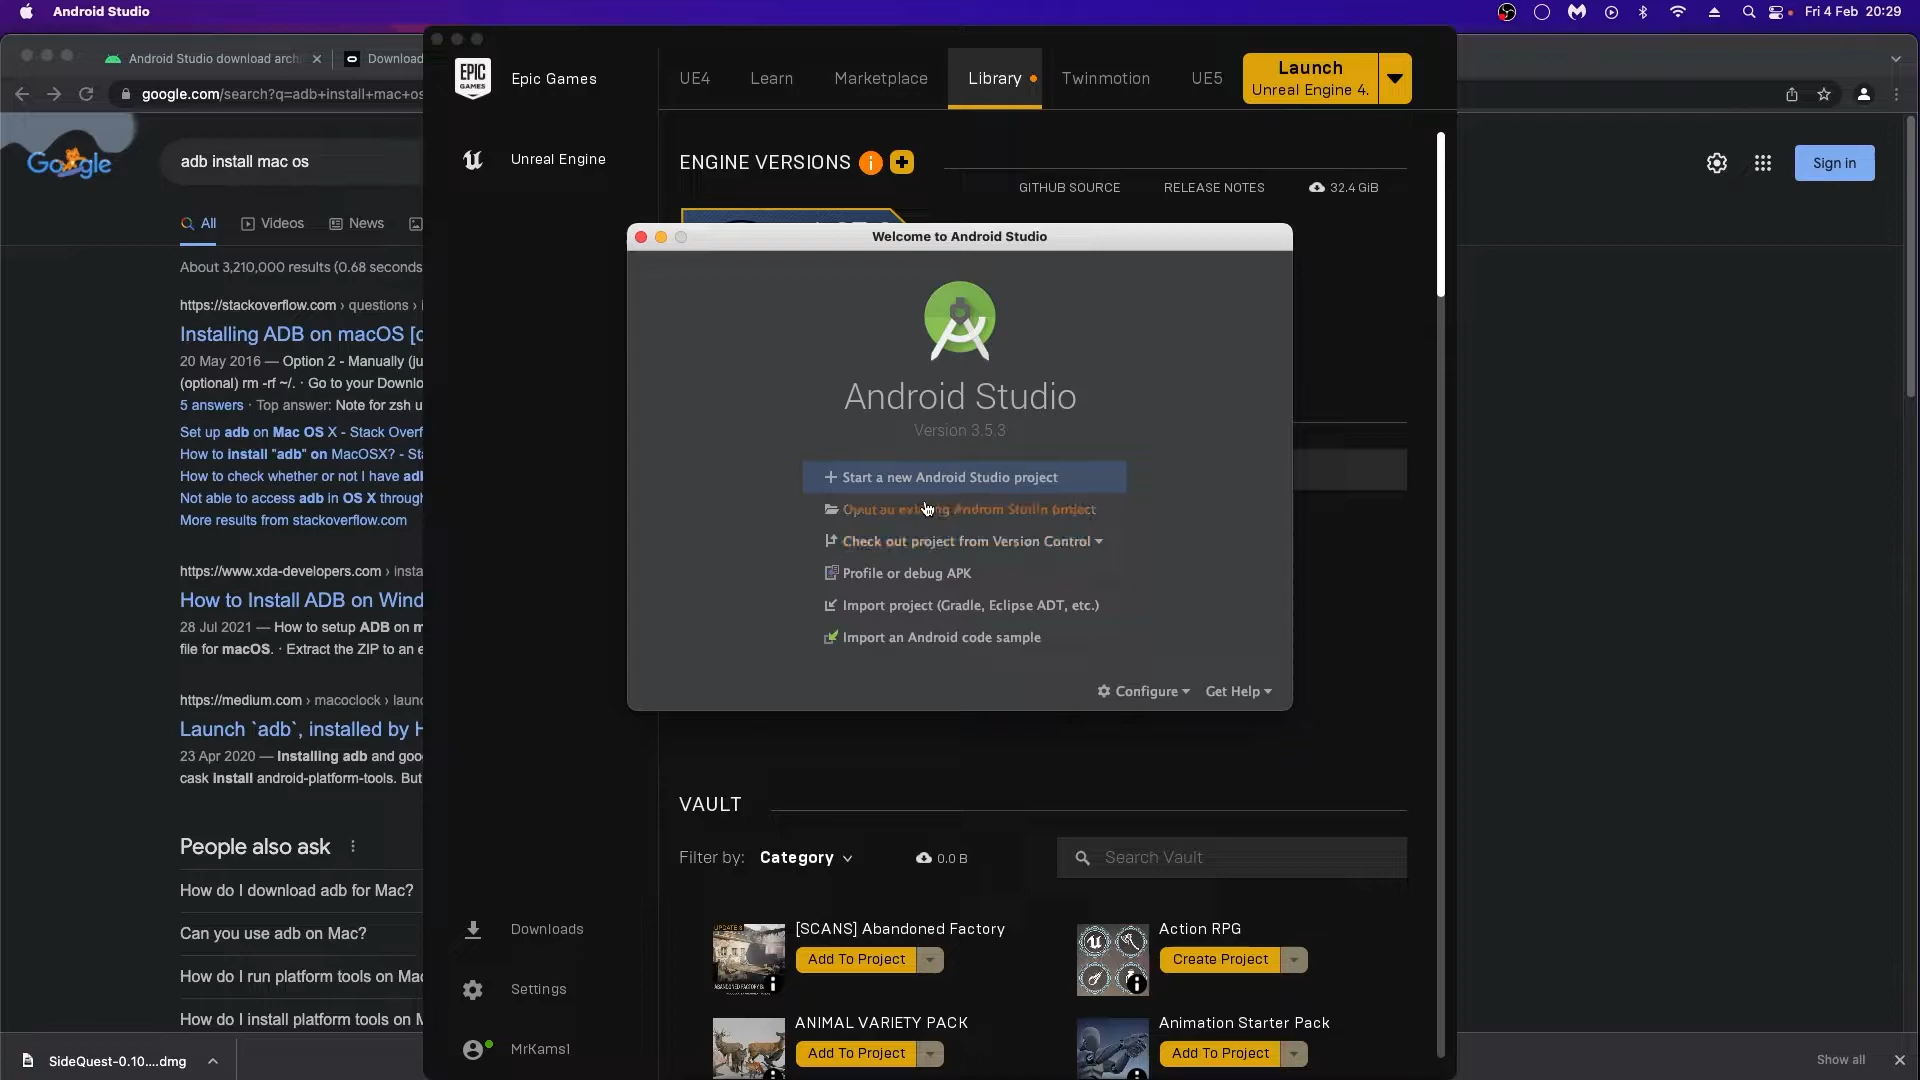 Android Studio
Fri 4 Feb 20:29
Android Studio download arch
Download
google.com/search?q=adb+install+mac+os
Google
adb install mac os
Sign in
All
Videos
News
About 3,210,000 results (0.68 seconds
https://stackoverflow.com › questions ›
Installing ADB on macOS [c
20 May 2016 — Option 2 - Manually (ju
(optional) rm -rf ~/. · Go to your Downlo
5 answers · Top answer: Note for zsh u
Set up adb on Mac OS X - Stack Overf
How to install "adb" on MacOSX? - Sta
How to check whether or not I have adb
Not able to access adb in OS X through
More results from stackoverflow.com
https://www.xda-developers.com › insta
How to Install ADB on Wind
28 Jul 2021 — How to setup ADB on m
file for macOS. · Extract the ZIP to an e
https://medium.com › macoclock › laun
Launch `adb`, installed by H
23 Apr 2020 — Installing adb and goo
cask install android-platform-tools. But
People also ask
How do I download adb for Mac?
Can you use adb on Mac?
How do I run platform tools on Mac
How do I install platform tools on M
SideQuest-0.10....dmg
Show all
EPIC GAMES
Epic Games
Unreal Engine
UE4
Learn
Marketplace
Library
Twinmotion
UE5
Launch
Unreal Engine 4.
ENGINE VERSIONS
GITHUB SOURCE
RELEASE NOTES
32.4 GiB
Welcome to Android Studio
Android Studio
Version 3.5.3
Start a new Android Studio project
Check out project from Version Control
Profile or debug APK
Import project (Gradle, Eclipse ADT, etc.)
Import an Android code sample
Configure
Get Help
VAULT
Filter by:
Category
0.0 B
Search Vault
[SCANS] Abandoned Factory
Add To Project
Action RPG
Create Project
ANIMAL VARIETY PACK
Add To Project
Animation Starter Pack
Add To Project
Downloads
Settings
MrKams1